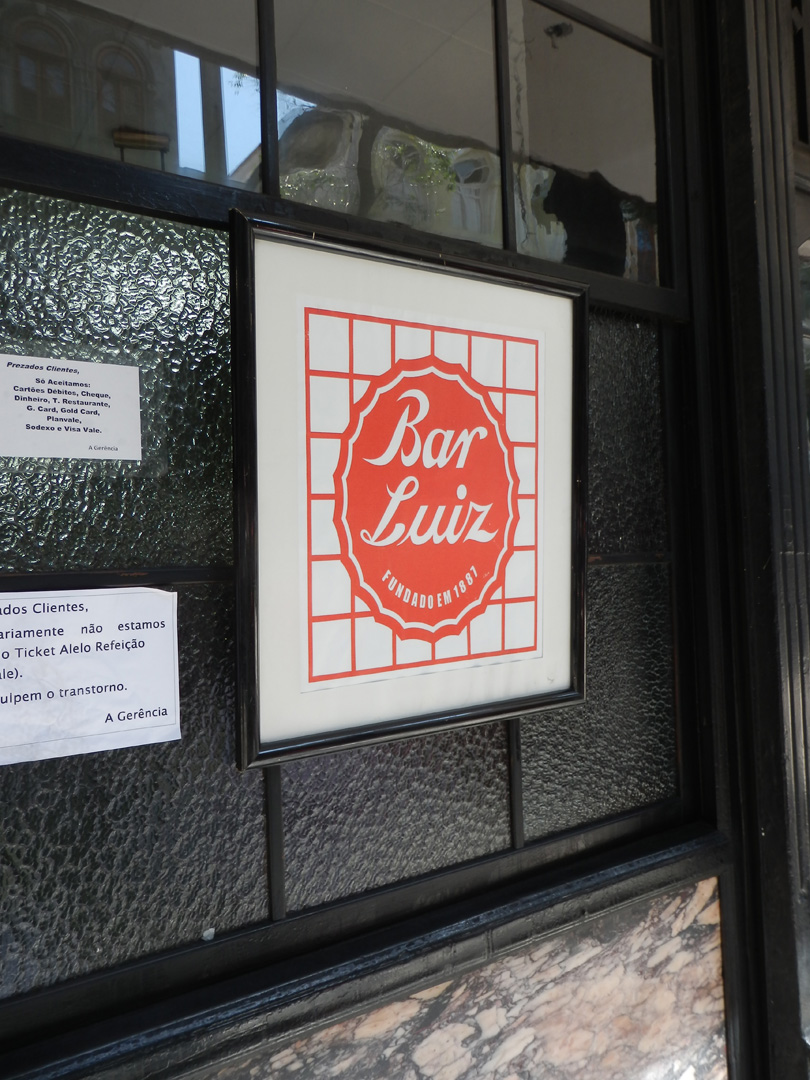 Prezados Clientes,
Só Aceitamos:
Cartões Débitos, Cheque,
Dinheiro, T. Restaurante,
G. Card, Gold Card,
Planvale,
Sodexo e Visa Vale.
A Gerência
ados Clientes,
ariamente não estamos
o Ticket Alelo Refeição
ale).
ulpem o transtorno.
A Gerência
Bar
Luiz
FUNDADO EM 1887